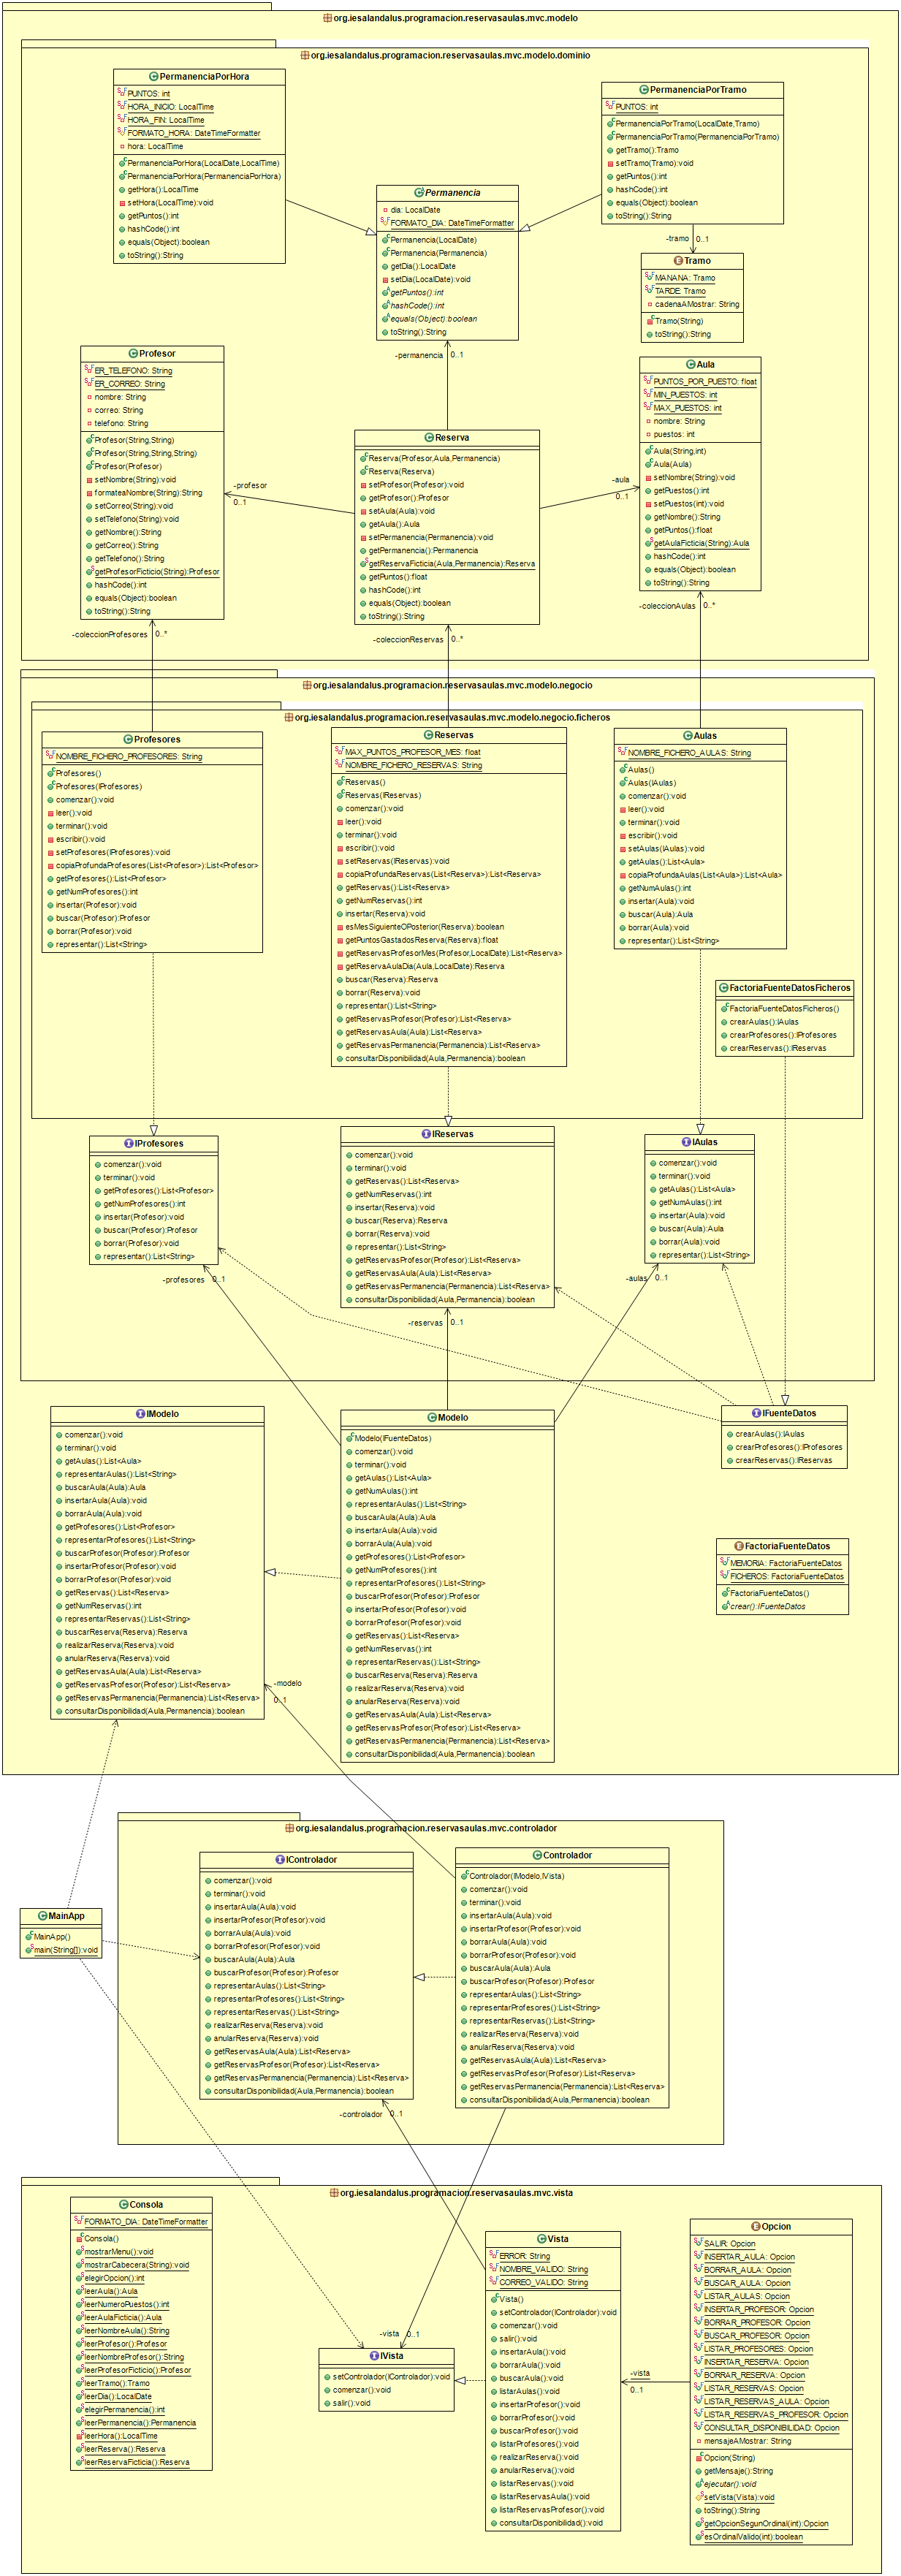 org.iesalandalus.programacion.reservasaulas.mvc.modelo
org.iesalandalus.programacion.reservasaulas.mvc.modelo.dominio
PermanenciaPorHora
PUNTOS: int
HORA_INICIO: LocalTime
HORA_FIN: LocalTime
FORMATO_HORA: DateTimeFormatter
hora: LocalTime
PermanenciaPorHora(LocalDate,LocalTime)
PermanenciaPorHora(PermanenciaPorHora)
getHora():LocalTime
setHora(LocalTime):void
getPuntos():int
hashCode():int
equals(Object):boolean
toString():String
PermanenciaPorTramo
PUNTOS: int
PermanenciaPorTramo(LocalDate,Tramo)
PermanenciaPorTramo(PermanenciaPorTramo)
getTramo():Tramo
setTramo(Tramo):void
getPuntos():int
hashCode():int
equals(Object):boolean
toString():String
Permanencia
dia: LocalDate
FORMATO_DIA: DateTimeFormatter
Permanencia(LocalDate)
Permanencia(Permanencia)
getDia():LocalDate
setDia(LocalDate):void
getPuntos():int
hashCode():int
equals(Object):boolean
toString():String
-tramo 0..1
Tramo
MANANA: Tramo
TARDE: Tramo
cadenaAMostrar: String
Tramo(String)
toString():String
-permanencia 0..1
Profesor
ER_TELEFONO: String
ER_CORREO: String
nombre: String
correo: String
telefono: String
Profesor(String,String)
Profesor(String,String,String)
Profesor(Profesor)
setNombre(String):void
formateaNombre(String):String
setCorreo(String):void
setTelefono(String):void
getNombre():String
getCorreo():String
getTelefono():String
getProfesorFicticio(String):Profesor
hashCode():int
equals(Object):boolean
toString():String
-profesor
0..1
Reserva
Reserva(Profesor,Aula,Permanencia)
Reserva(Reserva)
setProfesor(Profesor):void
getProfesor():Profesor
setAula(Aula):void
getAula():Aula
setPermanencia(Permanencia):void
getPermanencia():Permanencia
getReservaFicticia(Aula,Permanencia):Reserva
getPuntos():float
hashCode():int
equals(Object):boolean
toString():String
-aula
0..1
Aula
PUNTOS_POR_PUESTO: float
MIN_PUESTOS: int
MAX_PUESTOS: int
nombre: String
puestos: int
Aula(String,int)
Aula(Aula)
setNombre(String):void
getPuestos():int
setPuestos(int):void
getNombre():String
getPuntos():float
getAulaFicticia(String):Aula
hashCode():int
equals(Object):boolean
toString():String
-coleccionProfesores 0..*
-coleccionReservas 0..*
-coleccionAulas 0..*
org.iesalandalus.programacion.reservasaulas.mvc.modelo.negocio
org.iesalandalus.programacion.reservasaulas.mvc.modelo.negocio.ficheros
Profesores
NOMBRE_FICHERO_PROFESORES: String
Profesores()
Profesores(IProfesores)
comenzar():void
leer():void
terminar():void
escribir():void
setProfesores(IProfesores):void
copiaProfundaProfesores(List<Profesor>):List<Profesor>
getProfesores():List<Profesor>
getNumProfesores():int
insertar(Profesor):void
buscar(Profesor):Profesor
borrar(Profesor):void
representar():List<String>
Reservas
MAX_PUNTOS_PROFESOR_MES: float
NOMBRE_FICHERO_RESERVAS: String
Reservas()
Reservas(IReservas)
comenzar():void
leer():void
terminar():void
escribir():void
setReservas(IReservas):void
copiaProfundaReservas(List<Reserva>):List<Reserva>
getReservas():List<Reserva>
getNumReservas():int
insertar(Reserva):void
esMesSiguienteOPosterior(Reserva):boolean
getPuntosGastadosReserva(Reserva):float
getReservasProfesorMes(Profesor,LocalDate):List<Reserva>
getReservaAulaDia(Aula,LocalDate):Reserva
buscar(Reserva):Reserva
borrar(Reserva):void
representar():List<String>
getReservasProfesor(Profesor):List<Reserva>
getReservasAula(Aula):List<Reserva>
getReservasPermanencia(Permanencia):List<Reserva>
consultarDisponibilidad(Aula,Permanencia):boolean
Aulas
NOMBRE_FICHERO_AULAS: String
Aulas()
Aulas(IAulas)
comenzar():void
leer():void
terminar():void
escribir():void
setAulas(IAulas):void
getAulas():List<Aula>
copiaProfundaAulas(List<Aula>):List<Aula>
getNumAulas():int
insertar(Aula):void
buscar(Aula):Aula
borrar(Aula):void
representar():List<String>
FactoriaFuenteDatosFicheros
FactoriaFuenteDatosFicheros()
crearAulas():IAulas
crearProfesores():IProfesores
crearReservas():IReservas
IProfesores
comenzar():void
terminar():void
getProfesores():List<Profesor>
getNumProfesores():int
insertar(Profesor):void
buscar(Profesor):Profesor
borrar(Profesor):void
representar():List<String>
IReservas
comenzar():void
terminar():void
getReservas():List<Reserva>
getNumReservas():int
insertar(Reserva):void
buscar(Reserva):Reserva
borrar(Reserva):void
representar():List<String>
getReservasProfesor(Profesor):List<Reserva>
getReservasAula(Aula):List<Reserva>
getReservasPermanencia(Permanencia):List<Reserva>
consultarDisponibilidad(Aula,Permanencia):boolean
IAulas
comenzar():void
terminar():void
getAulas():List<Aula>
getNumAulas():int
insertar(Aula):void
buscar(Aula):Aula
borrar(Aula):void
representar():List<String>
-profesores 0..1
-reservas 0..1
-aulas 0..1
IModelo
comenzar():void
terminar():void
getAulas():List<Aula>
representarAulas():List<String>
buscarAula(Aula):Aula
insertarAula(Aula):void
borrarAula(Aula):void
getProfesores():List<Profesor>
representarProfesores():List<String>
buscarProfesor(Profesor):Profesor
insertarProfesor(Profesor):void
borrarProfesor(Profesor):void
getReservas():List<Reserva>
getNumReservas():int
representarReservas():List<String>
buscarReserva(Reserva):Reserva
realizarReserva(Reserva):void
anularReserva(Reserva):void
getReservasAula(Aula):List<Reserva>
getReservasProfesor(Profesor):List<Reserva>
getReservasPermanencia(Permanencia):List<Reserva>
consultarDisponibilidad(Aula,Permanencia):boolean
Modelo
Modelo(IFuenteDatos)
comenzar():void
terminar():void
getAulas():List<Aula>
getNumAulas():int
representarAulas():List<String>
buscarAula(Aula):Aula
insertarAula(Aula):void
borrarAula(Aula):void
getProfesores():List<Profesor>
getNumProfesores():int
representarProfesores():List<String>
buscarProfesor(Profesor):Profesor
insertarProfesor(Profesor):void
borrarProfesor(Profesor):void
getReservas():List<Reserva>
getNumReservas():int
representarReservas():List<String>
buscarReserva(Reserva):Reserva
realizarReserva(Reserva):void
anularReserva(Reserva):void
getReservasAula(Aula):List<Reserva>
getReservasProfesor(Profesor):List<Reserva>
getReservasPermanencia(Permanencia):List<Reserva>
consultarDisponibilidad(Aula,Permanencia):boolean
IFuenteDatos
crearAulas():IAulas
crearProfesores():IProfesores
crearReservas():IReservas
FactoriaFuenteDatos
MEMORIA: FactoriaFuenteDatos
FICHEROS: FactoriaFuenteDatos
FactoriaFuenteDatos()
crear():IFuenteDatos
-modelo
0..1
org.iesalandalus.programacion.reservasaulas.mvc.controlador
MainApp
MainApp()
main(String[]):void
IControlador
comenzar():void
terminar():void
insertarAula(Aula):void
insertarProfesor(Profesor):void
borrarAula(Aula):void
borrarProfesor(Profesor):void
buscarAula(Aula):Aula
buscarProfesor(Profesor):Profesor
representarAulas():List<String>
representarProfesores():List<String>
representarReservas():List<String>
realizarReserva(Reserva):void
anularReserva(Reserva):void
getReservasAula(Aula):List<Reserva>
getReservasProfesor(Profesor):List<Reserva>
getReservasPermanencia(Permanencia):List<Reserva>
consultarDisponibilidad(Aula,Permanencia):boolean
Controlador
Controlador(IModelo,IVista)
comenzar():void
terminar():void
insertarAula(Aula):void
insertarProfesor(Profesor):void
borrarAula(Aula):void
borrarProfesor(Profesor):void
buscarAula(Aula):Aula
buscarProfesor(Profesor):Profesor
representarAulas():List<String>
representarProfesores():List<String>
representarReservas():List<String>
realizarReserva(Reserva):void
anularReserva(Reserva):void
getReservasAula(Aula):List<Reserva>
getReservasProfesor(Profesor):List<Reserva>
getReservasPermanencia(Permanencia):List<Reserva>
consultarDisponibilidad(Aula,Permanencia):boolean
-controlador 0..1
org.iesalandalus.programacion.reservasaulas.mvc.vista
Consola
FORMATO_DIA: DateTimeFormatter
Consola()
mostrarMenu():void
mostrarCabecera(String):void
elegirOpcion():int
leerAula():Aula
leerNumeroPuestos():int
leerAulaFicticia():Aula
leerNombreAula():String
leerProfesor():Profesor
leerNombreProfesor():String
leerProfesorFicticio():Profesor
leerTramo():Tramo
leerDia():LocalDate
elegirPermanencia():int
leerPermanencia():Permanencia
leerHora():LocalTime
leerReserva():Reserva
leerReservaFicticia():Reserva
-vista 0..1
IVista
setControlador(IControlador):void
comenzar():void
salir():void
Vista
ERROR: String
NOMBRE_VALIDO: String
CORREO_VALIDO: String
Vista()
setControlador(IControlador):void
comenzar():void
salir():void
insertarAula():void
borrarAula():void
buscarAula():void
listarAulas():void
insertarProfesor():void
borrarProfesor():void
buscarProfesor():void
listarProfesores():void
realizarReserva():void
anularReserva():void
listarReservas():void
listarReservasAula():void
listarReservasProfesor():void
consultarDisponibilidad():void
-vista
0..1
Opcion
SALIR: Opcion
INSERTAR_AULA: Opcion
BORRAR_AULA: Opcion
BUSCAR_AULA: Opcion
LISTAR_AULAS: Opcion
INSERTAR_PROFESOR: Opcion
BORRAR_PROFESOR: Opcion
BUSCAR_PROFESOR: Opcion
LISTAR_PROFESORES: Opcion
INSERTAR_RESERVA: Opcion
BORRAR_RESERVA: Opcion
LISTAR_RESERVAS: Opcion
LISTAR_RESERVAS_AULA: Opcion
LISTAR_RESERVAS_PROFESOR: Opcion
CONSULTAR_DISPONIBILIDAD: Opcion
mensajeAMostrar: String
Opcion(String)
getMensaje():String
ejecutar():void
setVista(Vista):void
toString():String
getOpcionSegunOrdinal(int):Opcion
esOrdinalValido(int):boolean